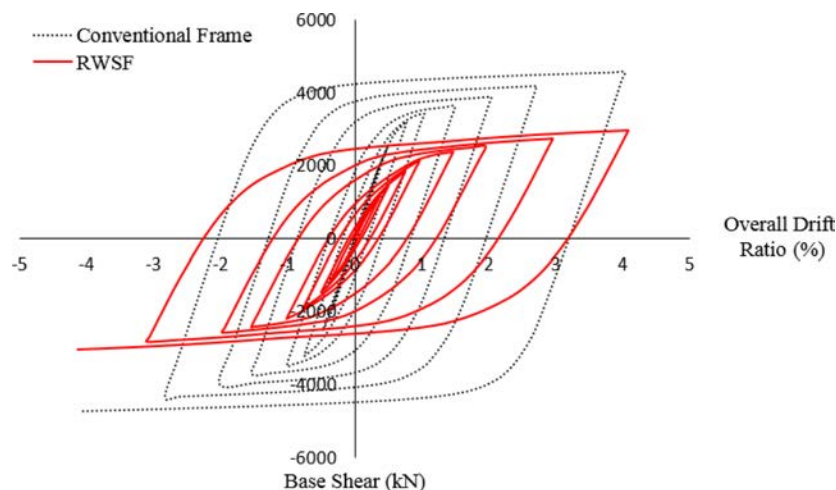 6000
Conventional Frame
RWSF
4000
2000
Overall Drift
Ratio (%)
0
-5 -4 -3 -2 -1 0 1 2 3 4 5
-2000
-4000
-6000
Base Shear (kN)